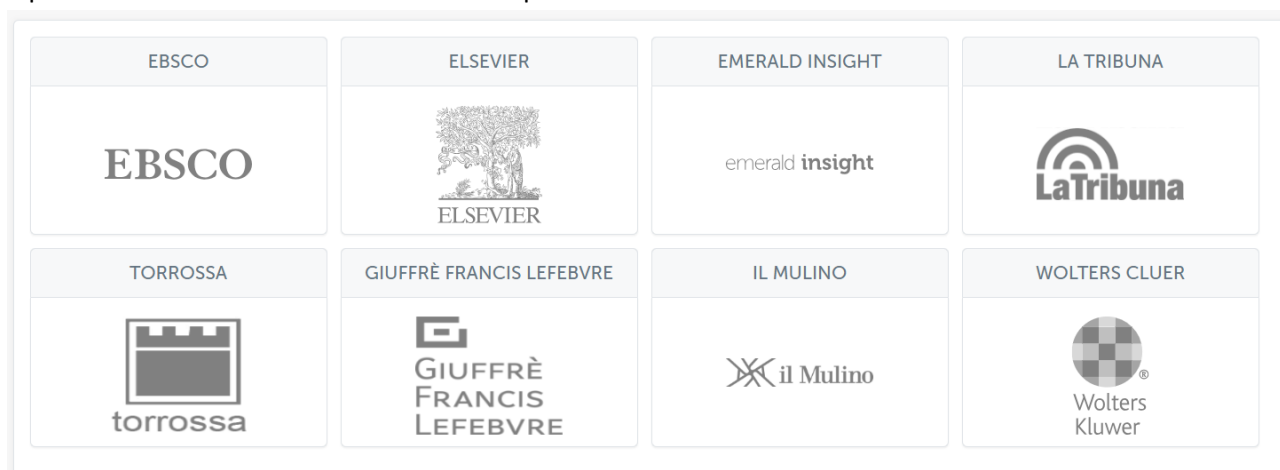 EBSCO
ELSEVIER
EMERALD INSIGHT
LA TRIBUNA
EBSCO
ELSEVIER
emerald insight
LaTribuna
TORROSSA
GIUFFRÈ FRANCIS LEFEBVRE
IL MULINO
WOLTERS CLUER
torrossa
GIUFFRÈ
FRANCIS
LEFEBVRE
il Mulino
®
Wolters
Kluwer